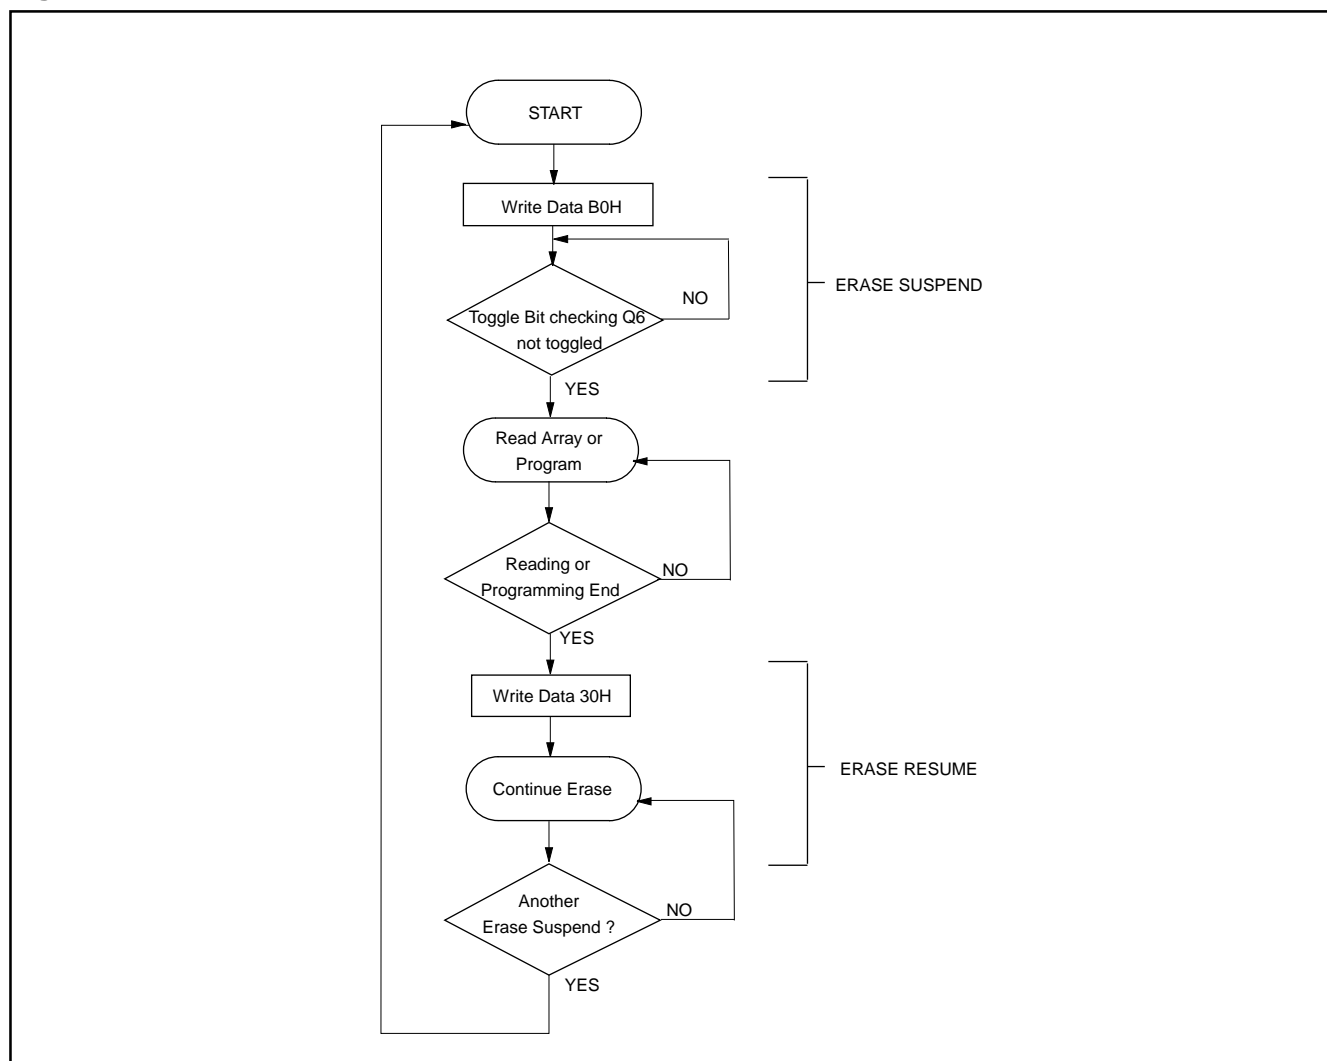 START
Write Data B0H
ERASE SUSPEND
NO
Toggle Bit checking Q6
not toggled
YES
Read Array or
Program
Reading or
Programming End
NO
YES
Write Data 30H
ERASE RESUME
Continue Erase
Another
Erase Suspend ?
NO
YES